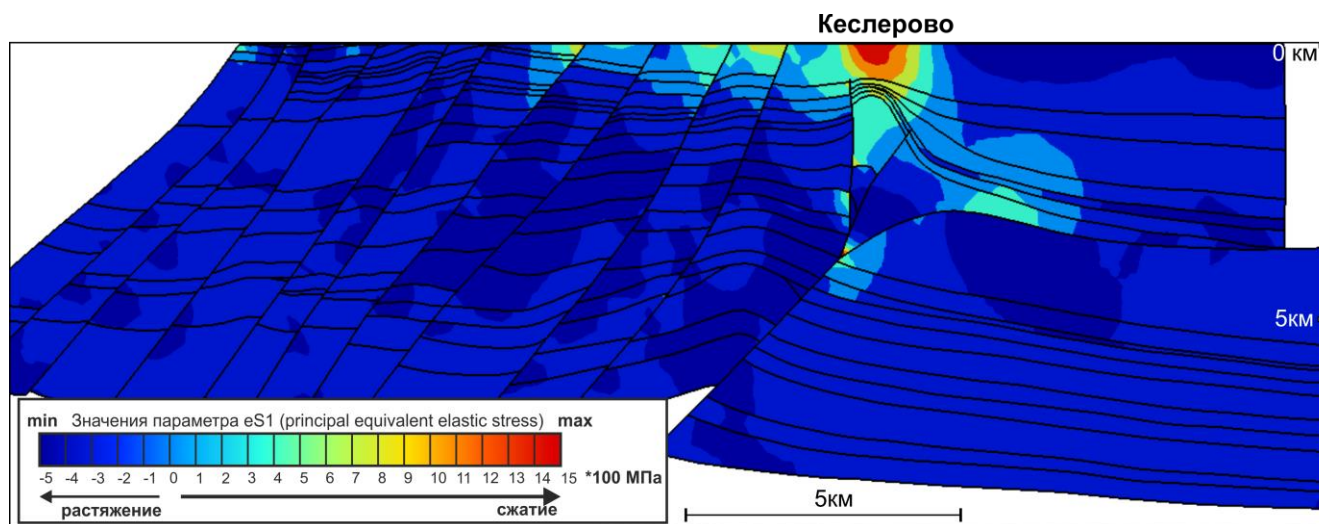 Кеслерово
0 км
5км
min Значения параметра eS1 (principal equivalent elastic stress) max
-5 -4 -3 -2 -1 0 1 2 3 4 5 6 7 8 9 10 11 12 13 14 15 *100 МПа
растяжение сжатие
5км